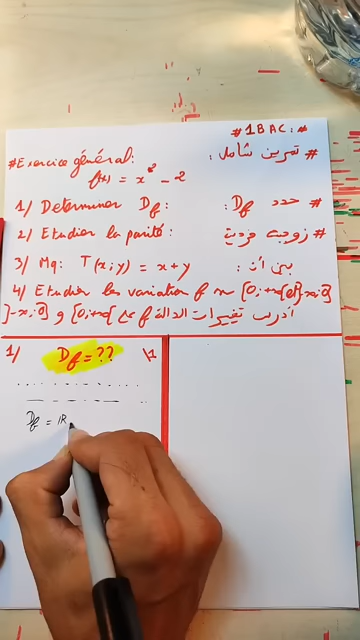 #1BAC:#
#Exercice général: # تمرين شامل:
f(x) = x² - 2
1/ Determiner Df: # حدد Df:
2/ Etudier la parité: # زوجية فردية
3/ Mq: T(x;y) = x+y بين أن:
4/ Etudier les variation f sur [0;+∞[ et ]-∞;0]
أدرس تغيرات الدالة f على [0;+∞[ و ]-∞;0]
1/ Df = ?? \1
Df = IR